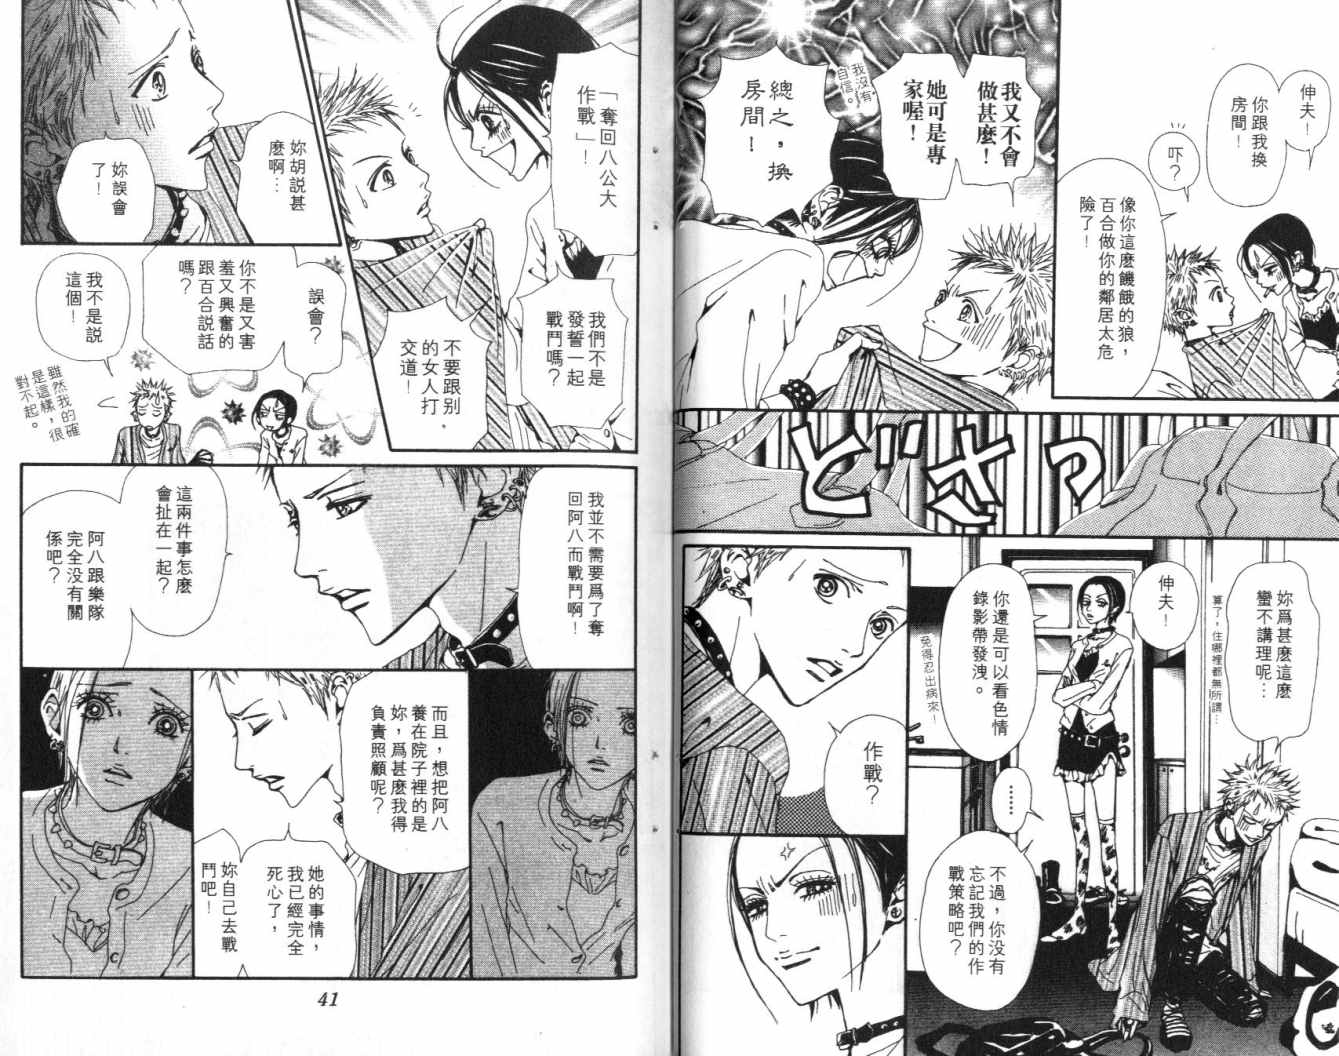 伸夫！
你跟我換
房間！
吓？
像你這麼饑餓的狼，
百合做你的鄰居太危
險了！
我又不會
做甚麼！
她可是專
家喔！
我沒有
自信。
總之，換
房間！
どさっ
妳爲甚麼這麼
蠻不講理呢…
算了，住哪裡都無所謂…
伸夫！
你還是可以看色情
錄影帶發洩。
免得忍出病來！
……
不過，你没有
忘記我們的作
戰策略吧？
作戰？
「奪回八公大
作戰」！
我們不是
發誓一起
戰鬥嗎？
不要跟别
的女人打
交道！
妳胡説甚
麼啊…
妳誤會
了！
誤會？
你不是又害
羞又興奮的
跟百合説話
嗎？
我不是説
這個！
雖然我的確
是這樣，很
對不起。
我並不需要爲了奪
回阿八而戰鬥啊！
這兩件事怎麼
會扯在一起？
阿八跟樂隊
完全没有關
係吧？
而且，想把阿八
養在院子裡的是
妳，爲甚麼我得
負責照顧呢？
她的事情，
我已經完全
死心了，
妳自己去戰
鬥吧！
41